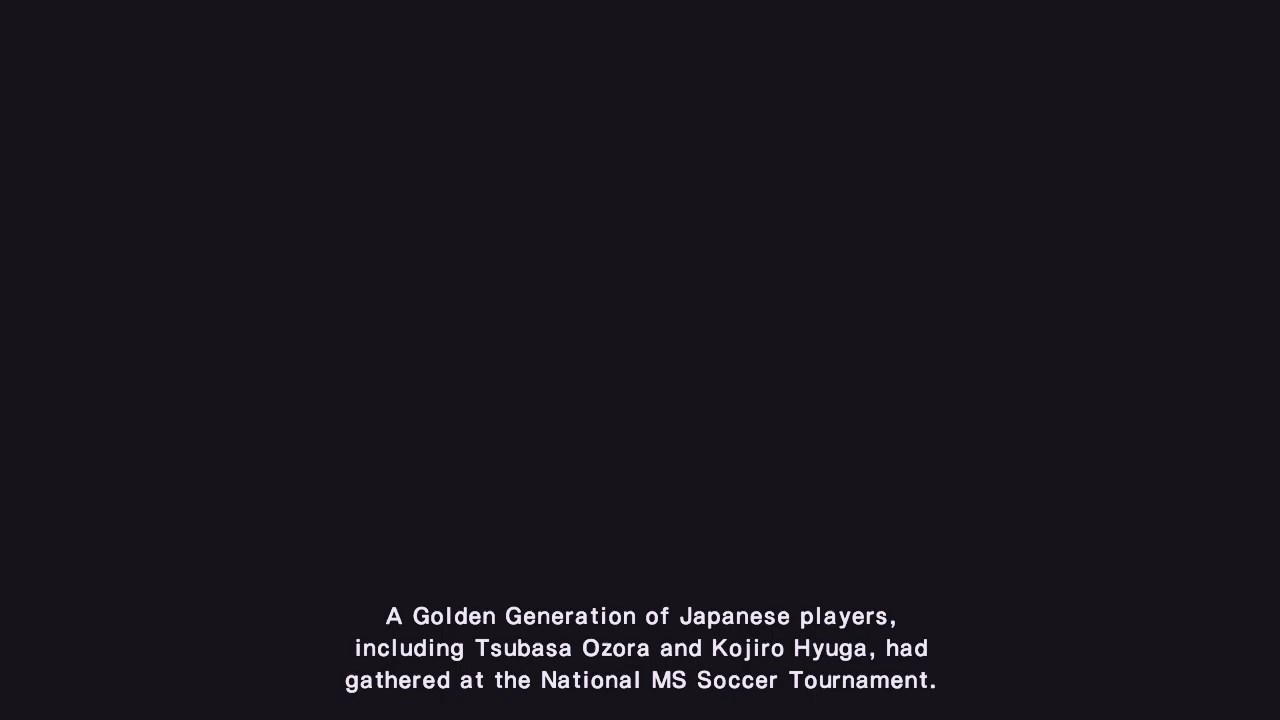 A Golden Generation of Japanese players,
including Tsubasa Ozora and Kojiro Hyuga, had
gathered at the National MS Soccer Tournament.